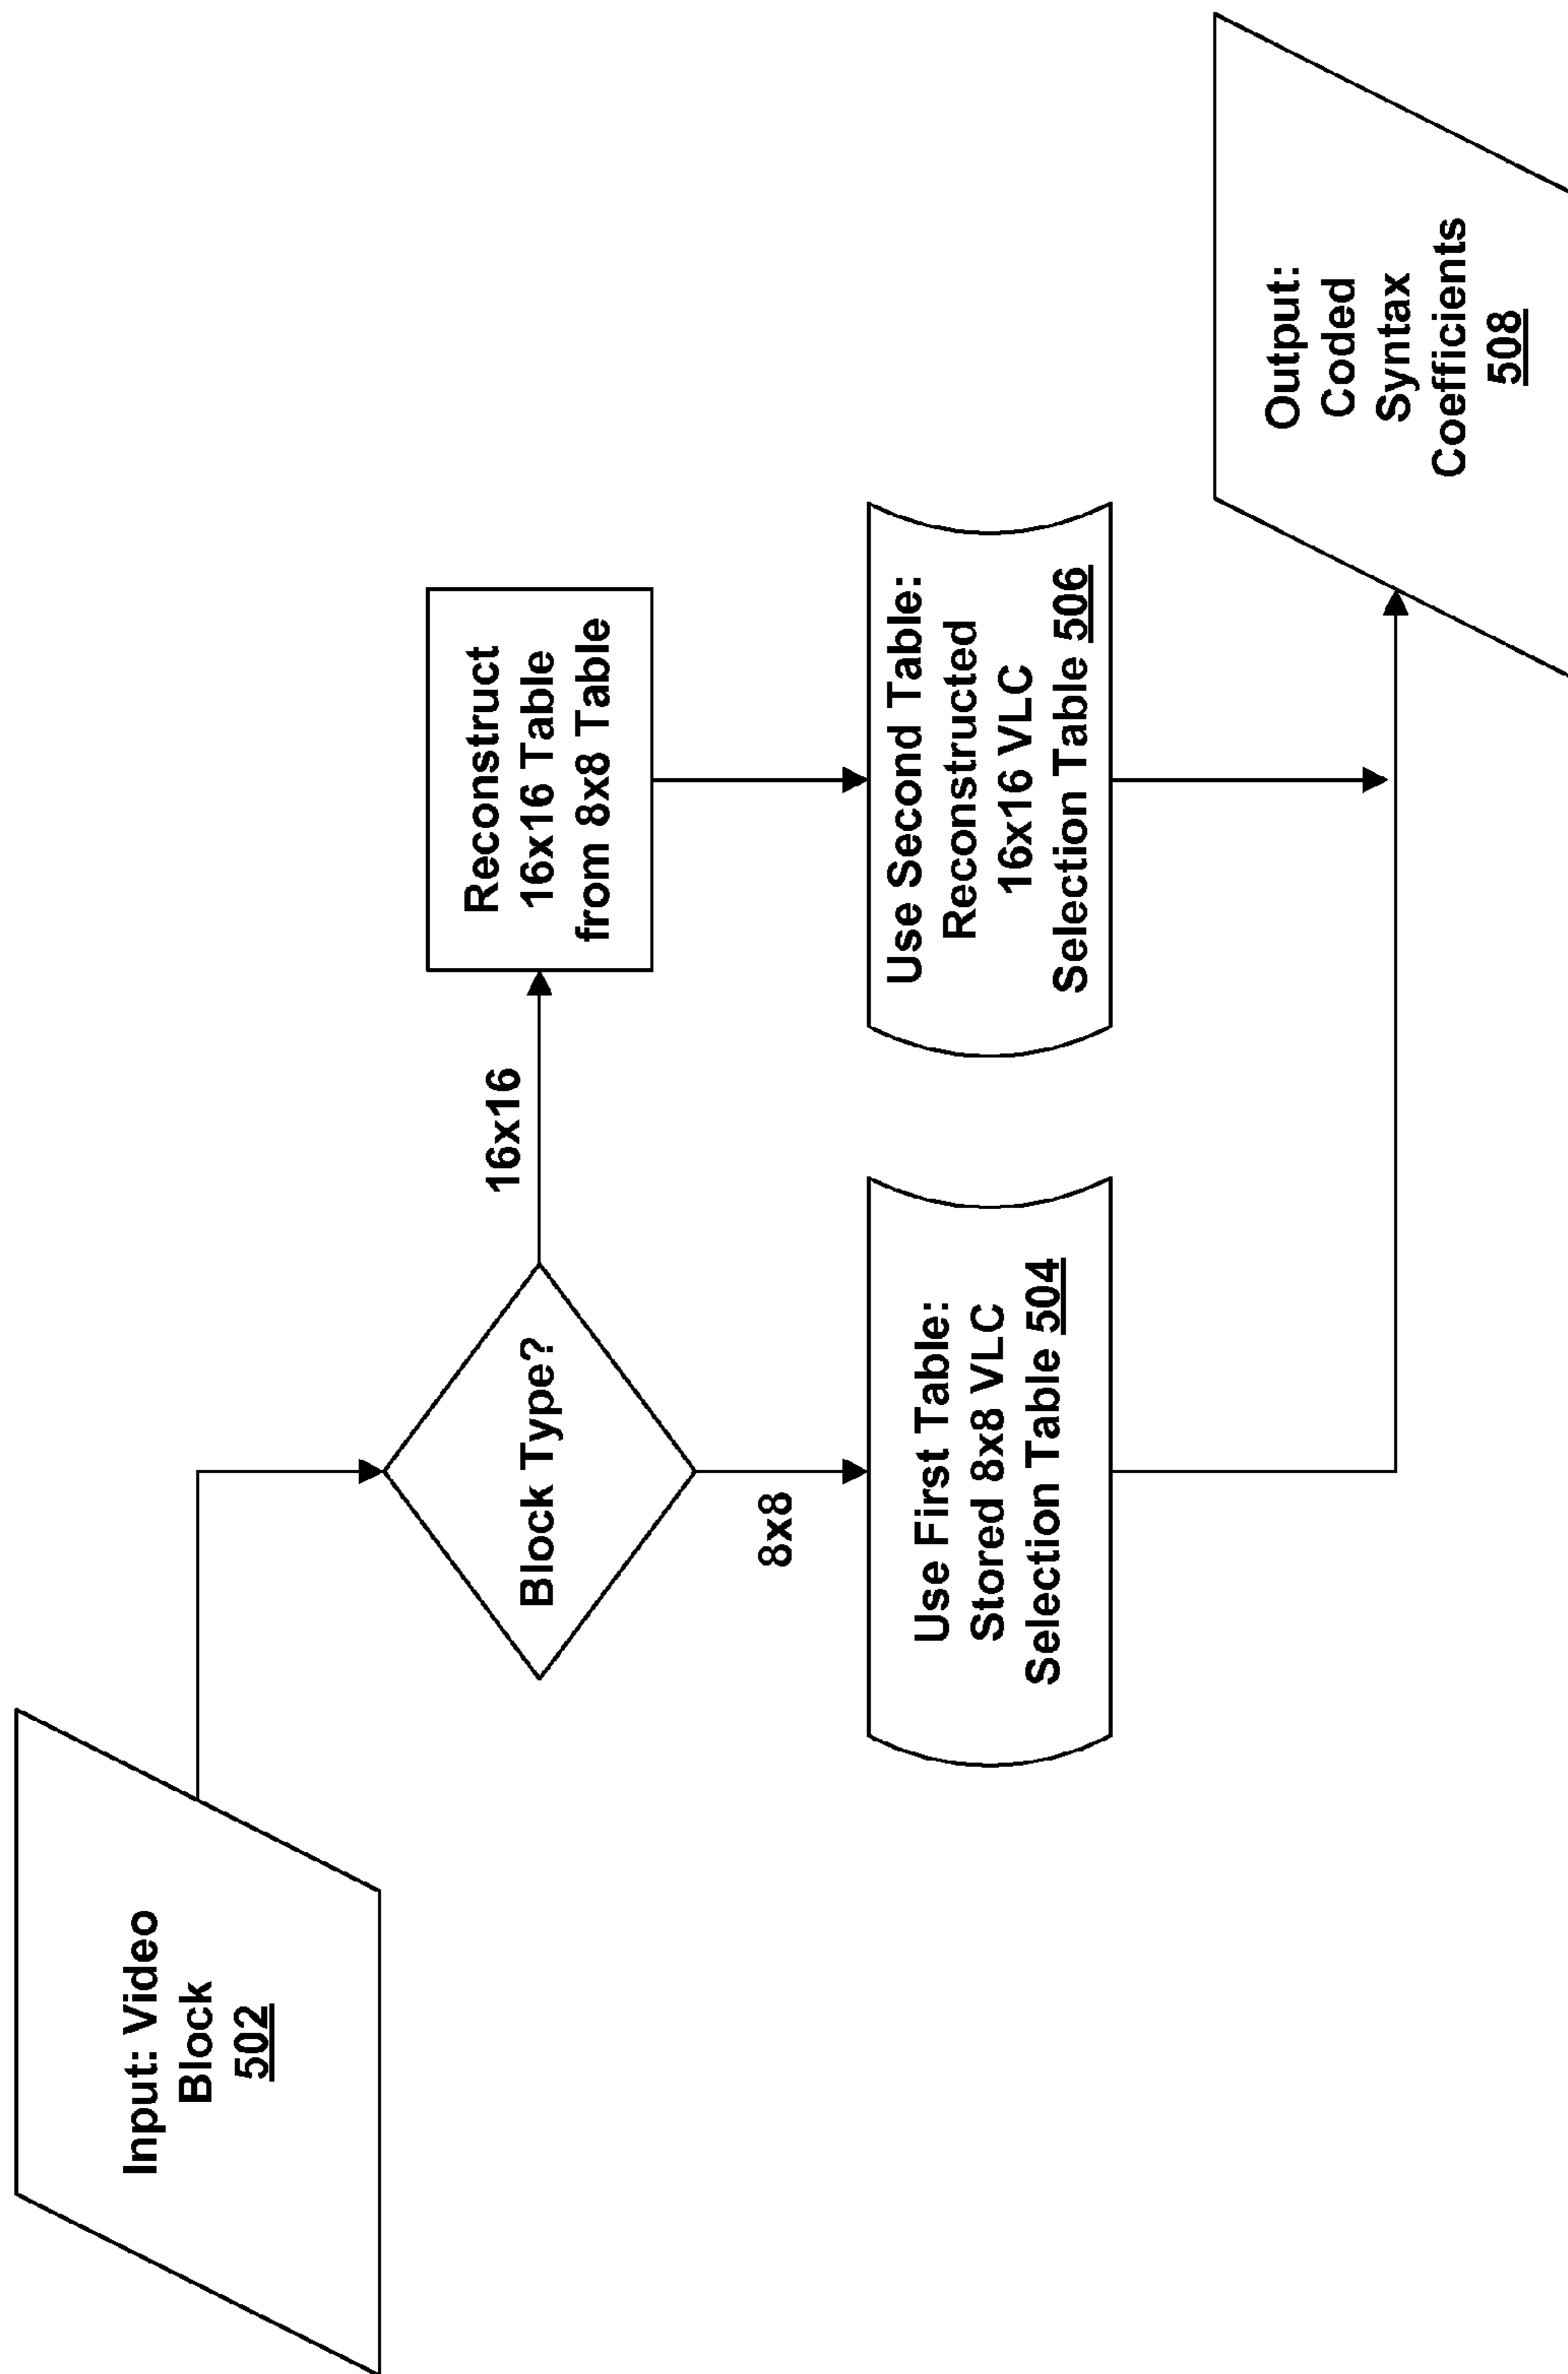 Input: Video
Block
502
Block Type?
16x16
8x8
Reconstruct
16x16 Table
from 8x8 Table
Use First Table:
Stored 8x8 VLC
Selection Table 504
Use Second Table:
Reconstructed
16x16 VLC
Selection Table 506
Output:
Coded
Syntax
Coefficients
508